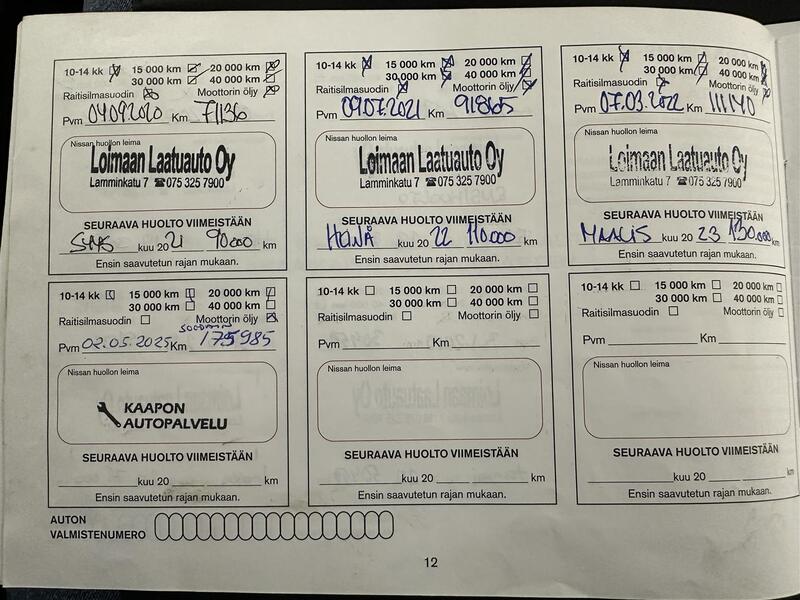 10-14 kk 15 000 km 20 000 km
30 000 km 40 000 km
Raitisilmasuodin Moottorin öljy
Pvm 04092020 Km 71136
Nissan huollon leima
Loimaan Laatuauto Oy
Lamminkatu 7 ☎075 325 7900
SEURAAVA HUOLTO VIIMEISTÄÄN
SYYS kuu 20 21 90.000 km
Ensin saavutetun rajan mukaan.
10-14 kk 15 000 km 20 000 km
30 000 km 40 000 km
Raitisilmasuodin Moottorin öljy
Pvm 09.07.2021 Km 91865
Nissan huollon leima
Loimaan Laatuauto Oy
Lamminkatu 7 ☎075 325 7900
SEURAAVA HUOLTO VIIMEISTÄÄN
HEINÄ kuu 20 22 110.000 km
Ensin saavutetun rajan mukaan.
10-14 kk 15 000 km 20 000 km
30 000 km 40 000 km
Raitisilmasuodin Moottorin öljy
Pvm 07.03.2022 Km 111140
Nissan huollon leima
Loimaan Laatuauto Oy
Lamminkatu 7 ☎075 325 7900
SEURAAVA HUOLTO VIIMEISTÄÄN
MAALIS kuu 20 23 130.000 km
Ensin saavutetun rajan mukaan.
10-14 kk 15 000 km 20 000 km
30 000 km 40 000 km
Raitisilmasuodin Moottorin öljy
Pvm 02.05.2025 Km 175985
Nissan huollon leima
KAAPON
AUTOPALVELU
SEURAAVA HUOLTO VIIMEISTÄÄN
kuu 20 km
Ensin saavutetun rajan mukaan.
10-14 kk 15 000 km 20 000 km
30 000 km 40 000 km
Raitisilmasuodin Moottorin öljy
Pvm Km
Nissan huollon leima
SEURAAVA HUOLTO VIIMEISTÄÄN
kuu 20 km
Ensin saavutetun rajan mukaan.
10-14 kk 15 000 km 20 000 km
30 000 km 40 000 km
Raitisilmasuodin Moottorin öljy
Pvm Km
Nissan huollon leima
SEURAAVA HUOLTO VIIMEISTÄÄN
kuu 20 km
Ensin saavutetun rajan mukaan.
AUTON
VALMISTENUMERO
12